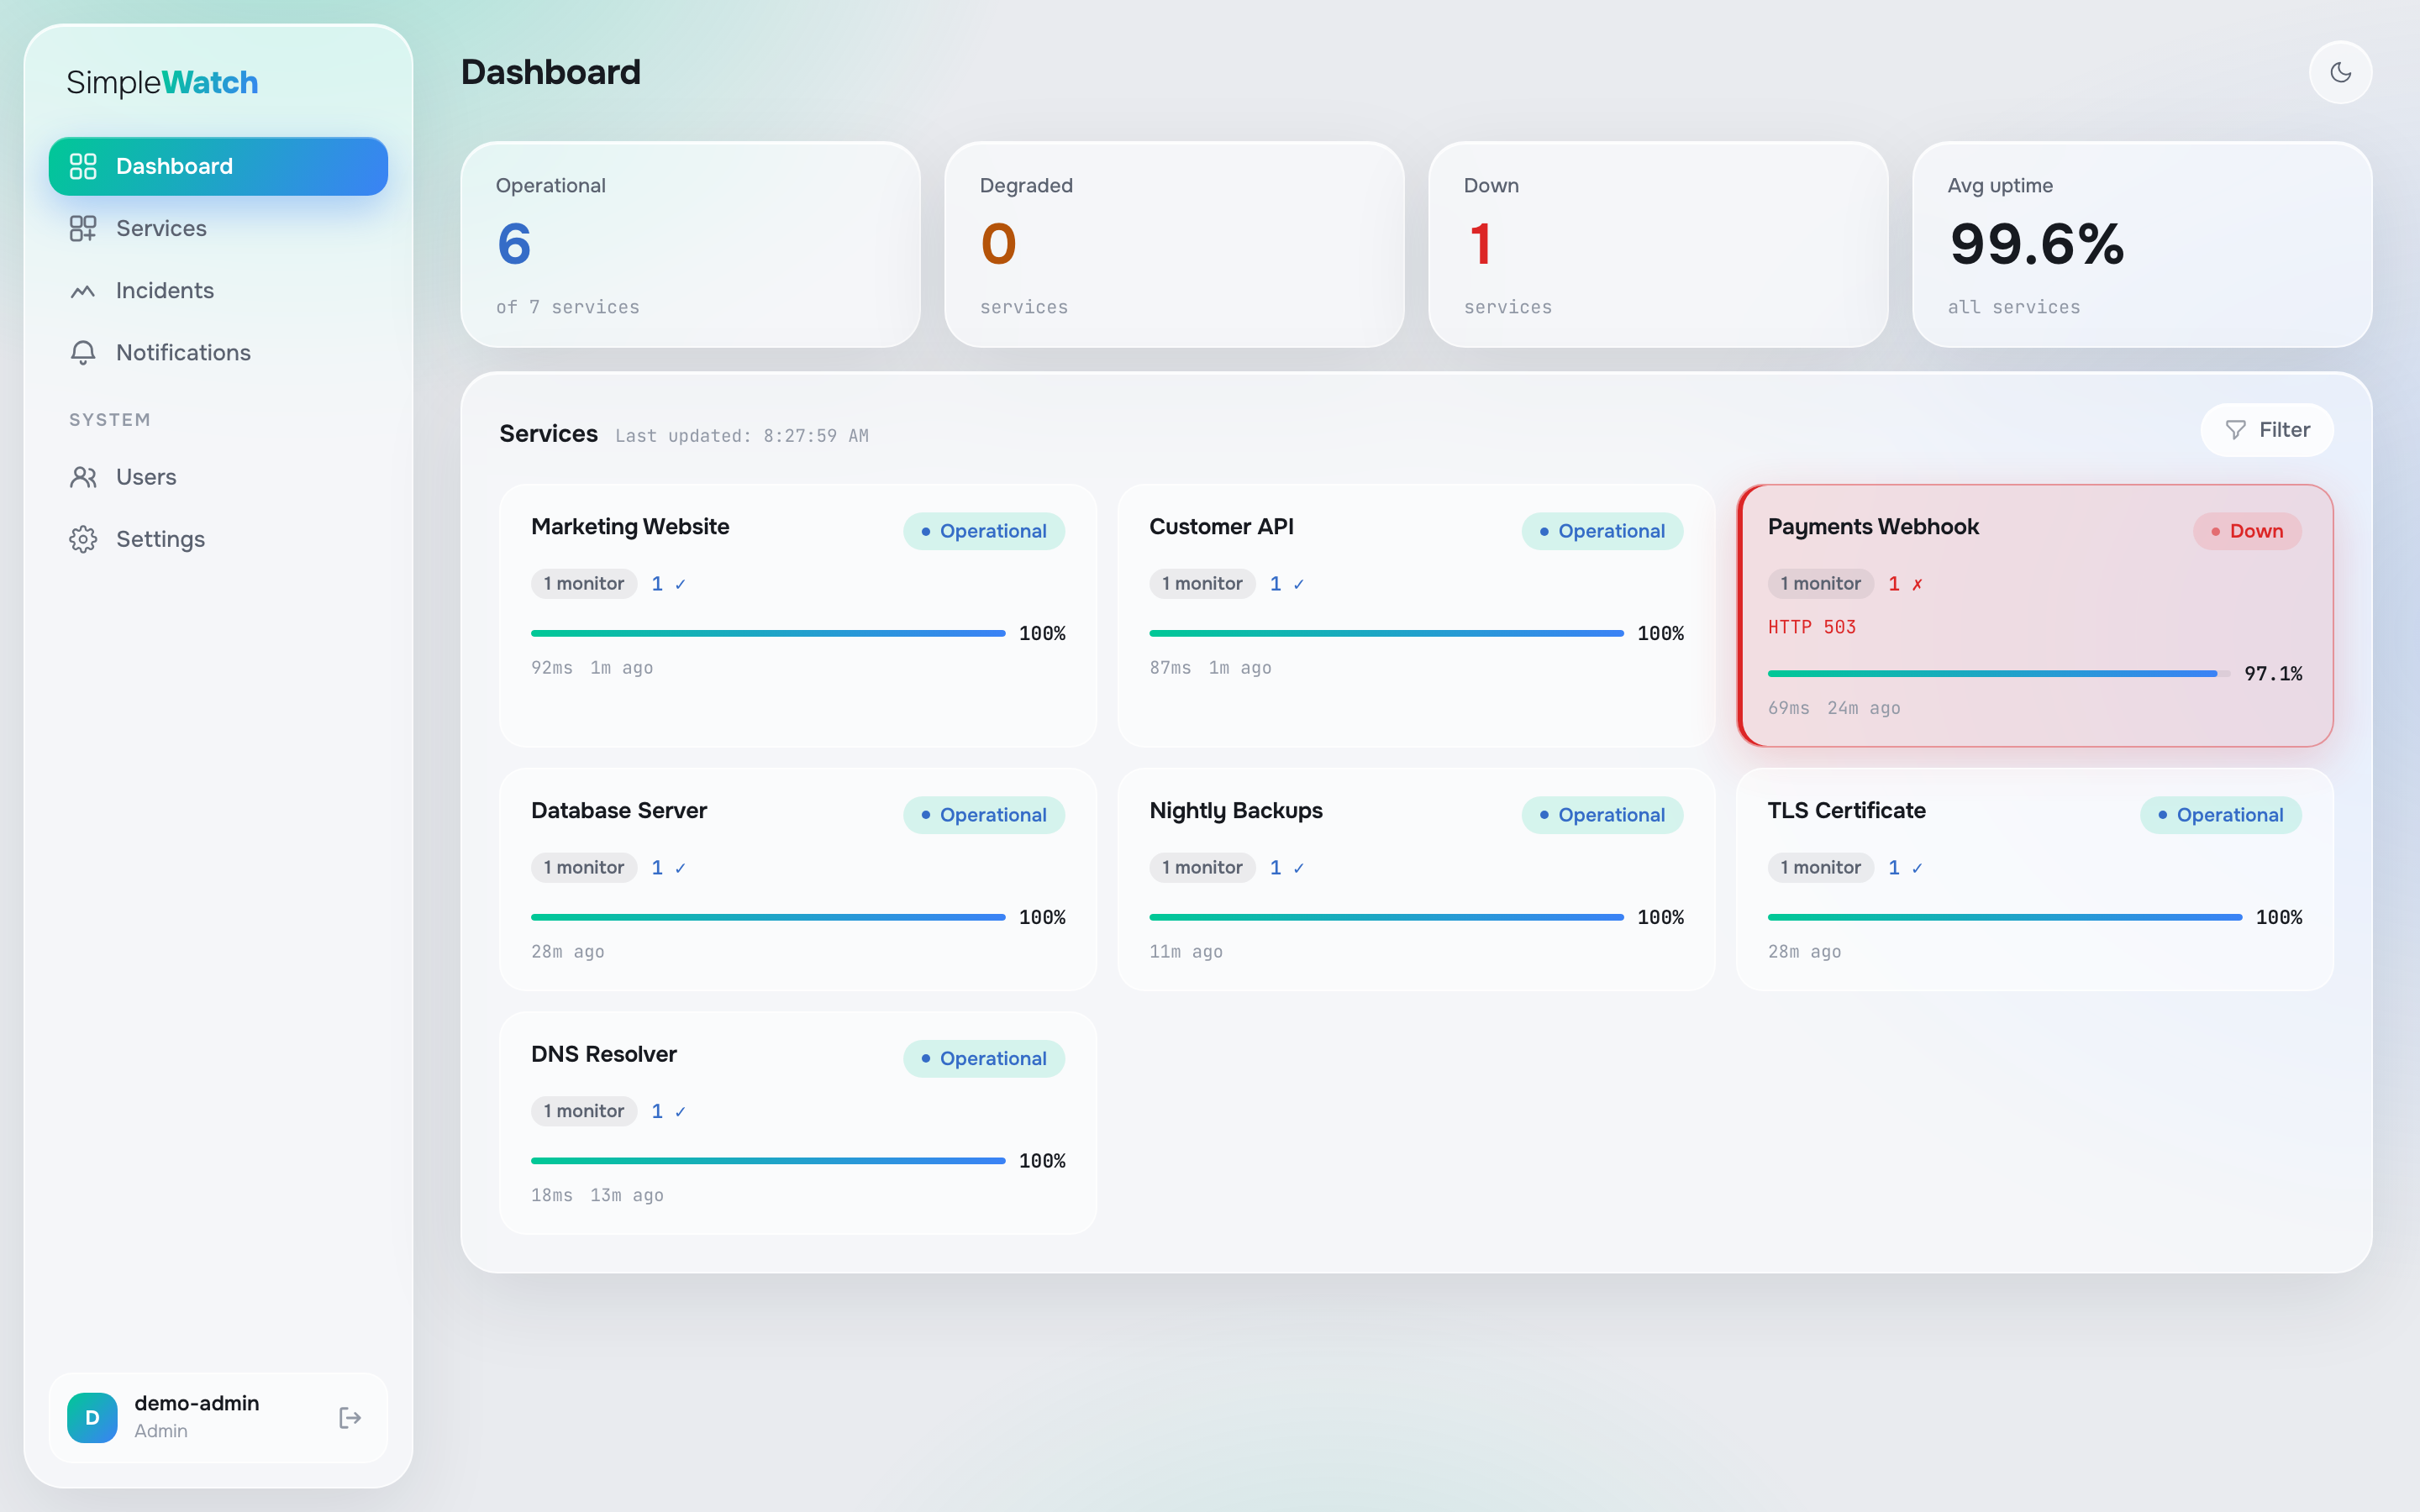 SimpleWatch
Dashboard
Services
Incidents
Notifications
SYSTEM
Users
Settings
D
demo-admin
Admin
Dashboard
Operational
6
of 7 services
Degraded
0
services
Down
1
services
Avg uptime
99.6%
all services
Services Last updated: 8:27:59 AM
Filter
Marketing Website
Operational
1 monitor 1 ✓
100%
92ms 1m ago
Customer API
Operational
1 monitor 1 ✓
100%
87ms 1m ago
Payments Webhook
Down
1 monitor 1 ✗
HTTP 503
97.1%
69ms 24m ago
Database Server
Operational
1 monitor 1 ✓
100%
28m ago
Nightly Backups
Operational
1 monitor 1 ✓
100%
11m ago
TLS Certificate
Operational
1 monitor 1 ✓
100%
28m ago
DNS Resolver
Operational
1 monitor 1 ✓
100%
18ms 13m ago